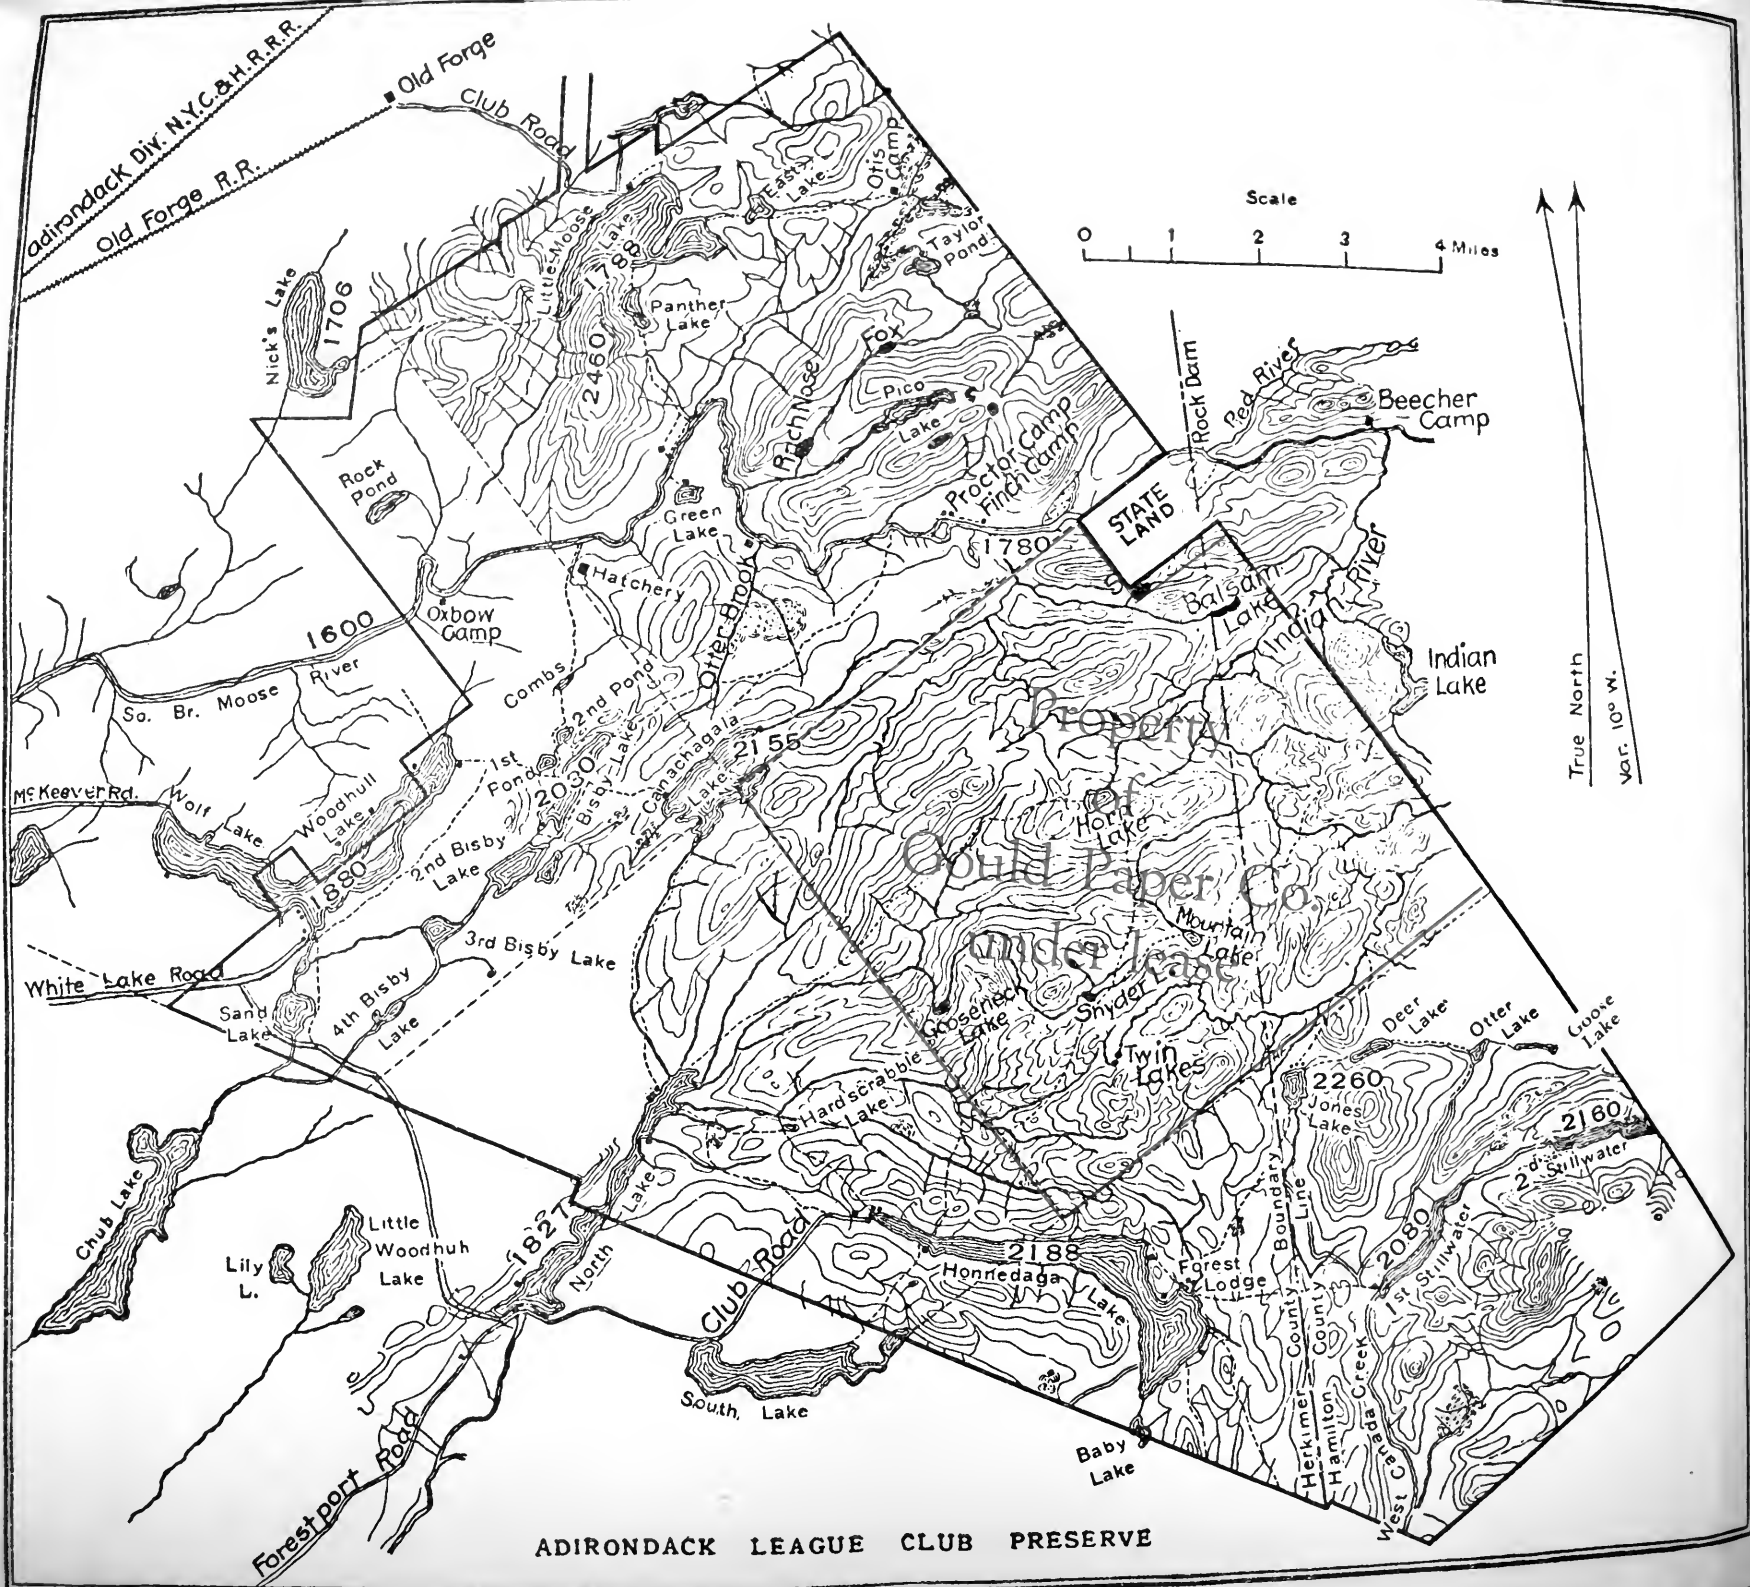 Adirondack Div. N.Y.C.&H.R.R.R.
Old Forge R.R.
Old Forge
Club Road
Nick's Lake
1706
Little Moose
Lake
1788
2460
Panther
Lake
East
Lake
Otis
Camp
Taylor
Pond
Scale
0 1 2 3 4 Miles
True North
Var. 10° W.
Fox
Pico
Lake
Proctor Camp
Finch Camp
Rock Dam
Red River
Beecher
Camp
STATE
LAND
Rock
Pond
Green
Lake
Hatchery
Otter Brook
1780
Balsam
Lake
Indian River
Indian
Lake
Oxbow
Camp
1600
So. Br. Moose River
Combs
2nd Pond
1st
Pond
2030
Bisby Lake
Canachagala
Lake
2155
McKeever Rd.
Wolf Lake
Woodhull
Lake
1880
2nd Bisby
Lake
3rd Bisby Lake
4th Bisby
Lake
White Lake Road
Sand
Lake
Property
of
Gould Paper Co.
under lease
Horn
Lake
Mountain
Lake
Snyder L.
Gooseneck
Lake
Twin
Lakes
Hardscrabble
Lake
Deer
Lake
Otter
Lake
Goose
Lake
2260
Jones
Lake
2160
2d Stillwater
2080
1st Stillwater
Chub Lake
Lily
L.
Little
Woodhuh
Lake
1827
North Lake
Club Road
2188
Honnedaga
Lake
Forest
Lodge
Boundary
Line
Herkimer County
Hamilton County
West Canada Creek
South Lake
Baby
Lake
Forestport Road
ADIRONDACK LEAGUE CLUB PRESERVE